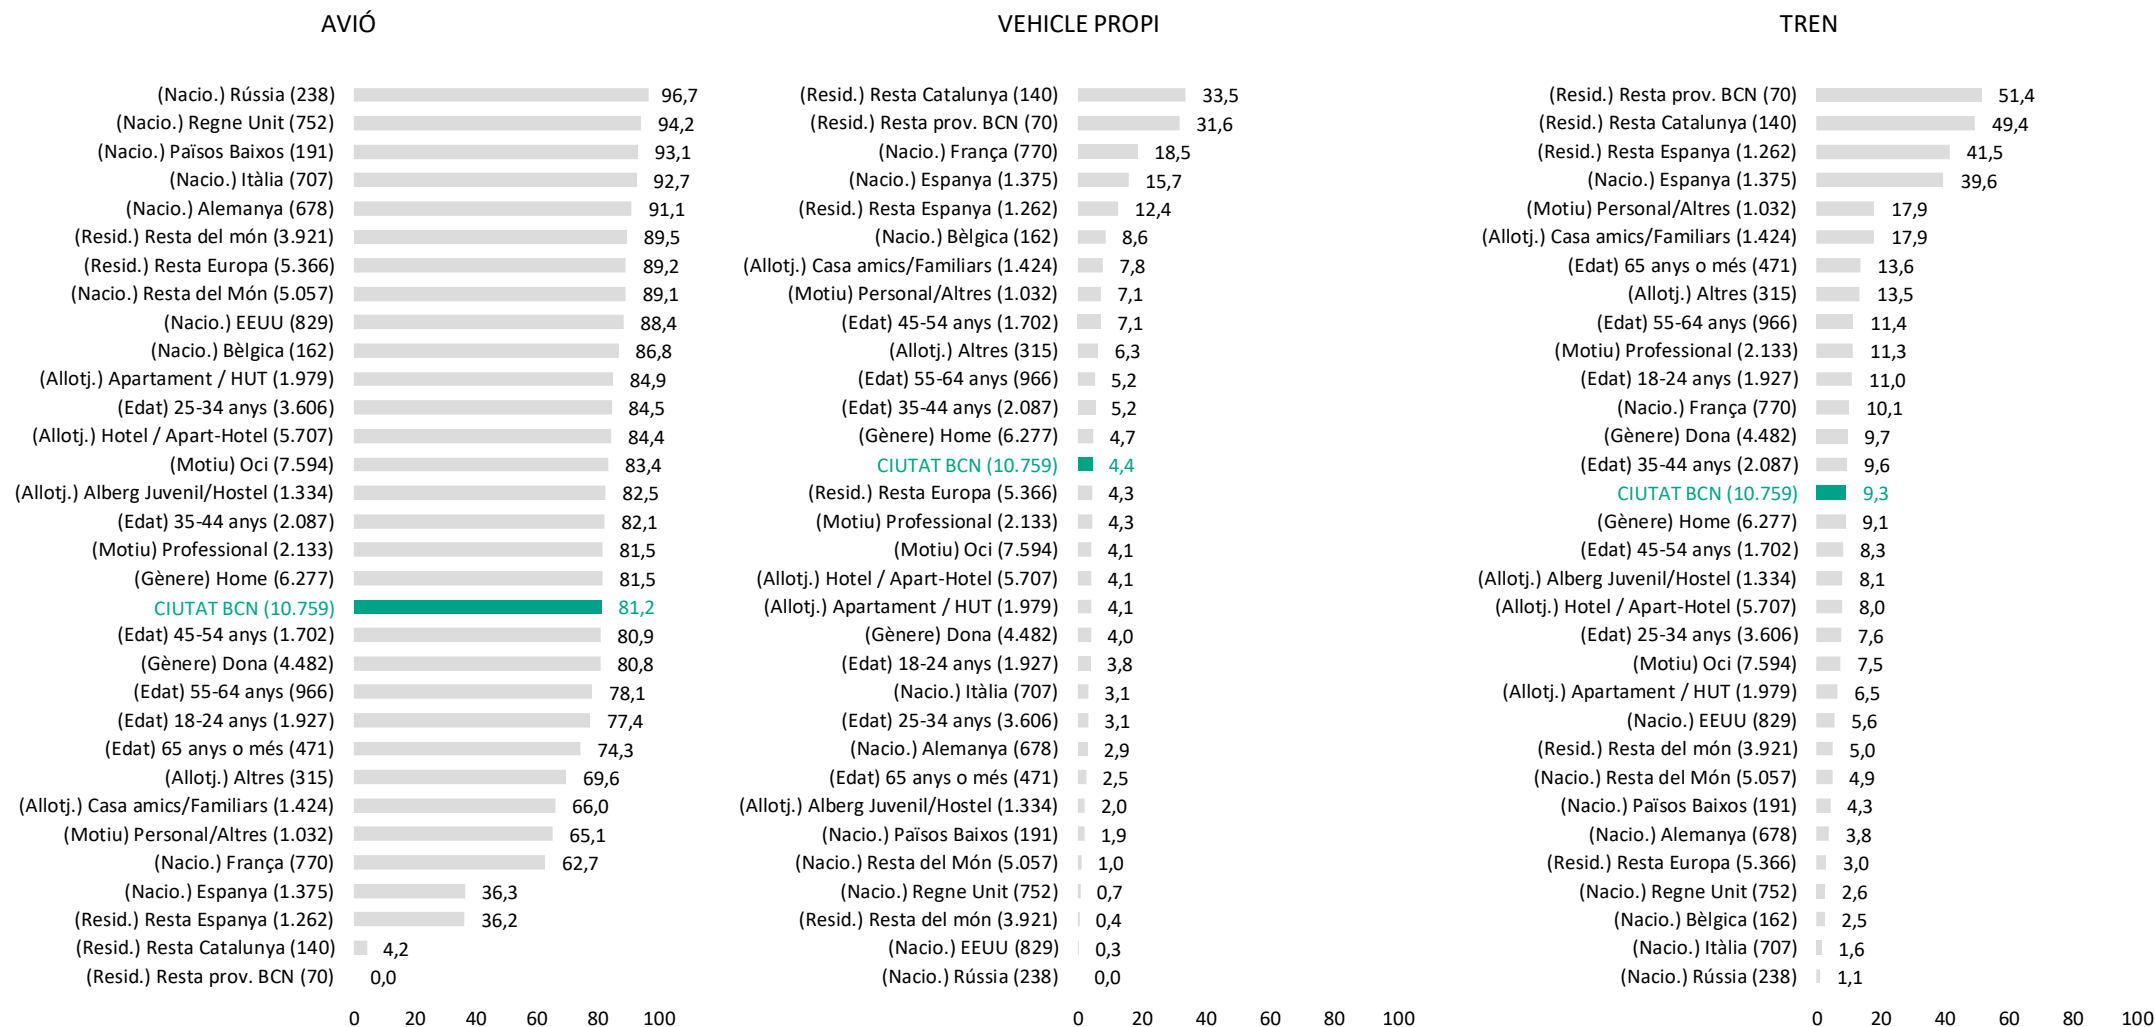 AVIÓ
(Nacio.) Rússia (238) 96,7
(Nacio.) Regne Unit (752) 94,2
(Nacio.) Països Baixos (191) 93,1
(Nacio.) Itàlia (707) 92,7
(Nacio.) Alemanya (678) 91,1
(Resid.) Resta del món (3.921) 89,5
(Resid.) Resta Europa (5.366) 89,2
(Nacio.) Resta del Món (5.057) 89,1
(Nacio.) EEUU (829) 88,4
(Nacio.) Bèlgica (162) 86,8
(Allotj.) Apartament / HUT (1.979) 84,9
(Edat) 25-34 anys (3.606) 84,5
(Allotj.) Hotel / Apart-Hotel (5.707) 84,4
(Motiu) Oci (7.594) 83,4
(Allotj.) Alberg Juvenil/Hostel (1.334) 82,5
(Edat) 35-44 anys (2.087) 82,1
(Motiu) Professional (2.133) 81,5
(Gènere) Home (6.277) 81,5
CIUTAT BCN (10.759) 81,2
(Edat) 45-54 anys (1.702) 80,9
(Gènere) Dona (4.482) 80,8
(Edat) 55-64 anys (966) 78,1
(Edat) 18-24 anys (1.927) 77,4
(Edat) 65 anys o més (471) 74,3
(Allotj.) Altres (315) 69,6
(Allotj.) Casa amics/Familiars (1.424) 66,0
(Motiu) Personal/Altres (1.032) 65,1
(Nacio.) França (770) 62,7
(Nacio.) Espanya (1.375) 36,3
(Resid.) Resta Espanya (1.262) 36,2
(Resid.) Resta Catalunya (140) 4,2
(Resid.) Resta prov. BCN (70) 0,0
0 20 40 60 80 100
VEHICLE PROPI
(Resid.) Resta Catalunya (140) 33,5
(Resid.) Resta prov. BCN (70) 31,6
(Nacio.) França (770) 18,5
(Nacio.) Espanya (1.375) 15,7
(Resid.) Resta Espanya (1.262) 12,4
(Nacio.) Bèlgica (162) 8,6
(Allotj.) Casa amics/Familiars (1.424) 7,8
(Motiu) Personal/Altres (1.032) 7,1
(Edat) 45-54 anys (1.702) 7,1
(Allotj.) Altres (315) 6,3
(Edat) 55-64 anys (966) 5,2
(Edat) 35-44 anys (2.087) 5,2
(Gènere) Home (6.277) 4,7
CIUTAT BCN (10.759) 4,4
(Resid.) Resta Europa (5.366) 4,3
(Motiu) Professional (2.133) 4,3
(Motiu) Oci (7.594) 4,1
(Allotj.) Hotel / Apart-Hotel (5.707) 4,1
(Allotj.) Apartament / HUT (1.979) 4,1
(Gènere) Dona (4.482) 4,0
(Edat) 18-24 anys (1.927) 3,8
(Nacio.) Itàlia (707) 3,1
(Edat) 25-34 anys (3.606) 3,1
(Nacio.) Alemanya (678) 2,9
(Edat) 65 anys o més (471) 2,5
(Allotj.) Alberg Juvenil/Hostel (1.334) 2,0
(Nacio.) Països Baixos (191) 1,9
(Nacio.) Resta del Món (5.057) 1,0
(Nacio.) Regne Unit (752) 0,7
(Resid.) Resta del món (3.921) 0,4
(Nacio.) EEUU (829) 0,3
(Nacio.) Rússia (238) 0,0
0 20 40 60 80 100
TREN
(Resid.) Resta prov. BCN (70) 51,4
(Resid.) Resta Catalunya (140) 49,4
(Resid.) Resta Espanya (1.262) 41,5
(Nacio.) Espanya (1.375) 39,6
(Motiu) Personal/Altres (1.032) 17,9
(Allotj.) Casa amics/Familiars (1.424) 17,9
(Edat) 65 anys o més (471) 13,6
(Allotj.) Altres (315) 13,5
(Edat) 55-64 anys (966) 11,4
(Motiu) Professional (2.133) 11,3
(Edat) 18-24 anys (1.927) 11,0
(Nacio.) França (770) 10,1
(Gènere) Dona (4.482) 9,7
(Edat) 35-44 anys (2.087) 9,6
CIUTAT BCN (10.759) 9,3
(Gènere) Home (6.277) 9,1
(Edat) 45-54 anys (1.702) 8,3
(Allotj.) Alberg Juvenil/Hostel (1.334) 8,1
(Allotj.) Hotel / Apart-Hotel (5.707) 8,0
(Edat) 25-34 anys (3.606) 7,6
(Motiu) Oci (7.594) 7,5
(Allotj.) Apartament / HUT (1.979) 6,5
(Nacio.) EEUU (829) 5,6
(Resid.) Resta del món (3.921) 5,0
(Nacio.) Resta del Món (5.057) 4,9
(Nacio.) Països Baixos (191) 4,3
(Nacio.) Alemanya (678) 3,8
(Resid.) Resta Europa (5.366) 3,0
(Nacio.) Regne Unit (752) 2,6
(Nacio.) Bèlgica (162) 2,5
(Nacio.) Itàlia (707) 1,6
(Nacio.) Rússia (238) 1,1
0 20 40 60 80 100